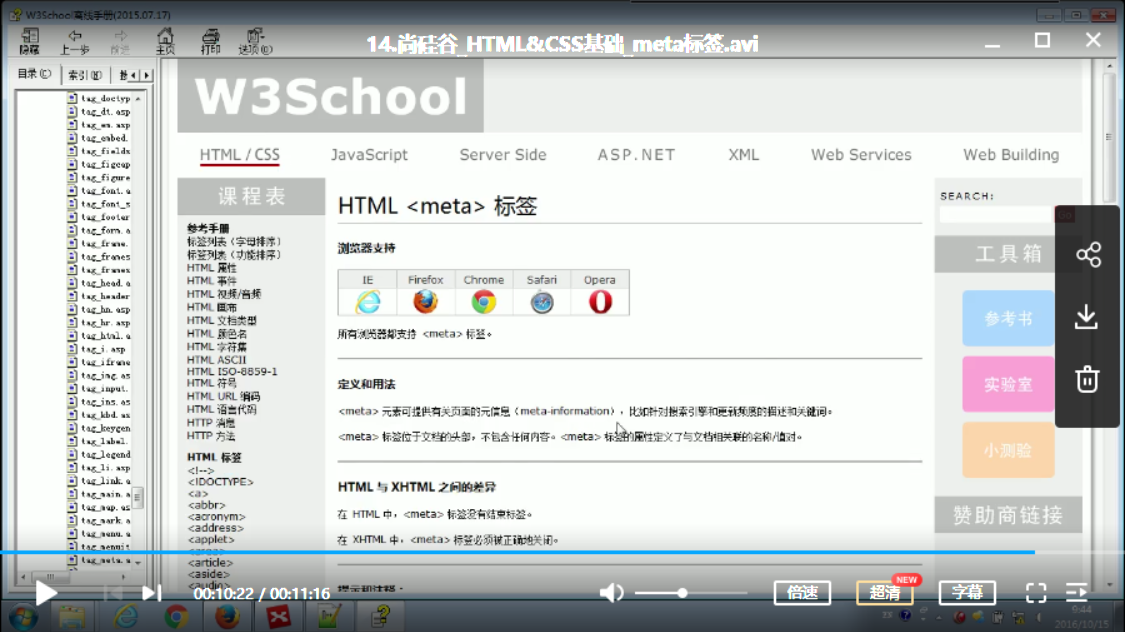 W3School离线手册(2015.07.17)
隐藏 上一步 前进 主页 打印 选项(O)
14.尚硅谷_HTML&CSS基础_meta标签.avi
目录(C) 索引(N)
tag_doctyp
tag_dt.asp
tag_em.asp
tag_embed.
tag_fields
tag_figcap
tag_figure
tag_font.a
tag_font_s
tag_footer
tag_form.a
tag_frame.
tag_frames
tag_frames
tag_head.a
tag_header
tag_hn.asp
tag_hr.asp
tag_html.a
tag_i.asp
tag_iframe
tag_img.as
tag_input.
tag_ins.as
tag_kbd.as
tag_keygen
tag_label.
tag_legend
tag_li.asp
tag_link.a
tag_main.a
tag_map.as
tag_mark.a
tag_menu.a
tag_menuit
tag_meta.a
W3School
HTML / CSS JavaScript Server Side ASP.NET XML Web Services Web Building
课程表
参考手册
标签列表（字母排序）
标签列表（功能排序）
HTML 属性
HTML 事件
HTML 视频/音频
HTML 画布
HTML 文档类型
HTML 颜色名
HTML 字符集
HTML ASCII
HTML ISO-8859-1
HTML 符号
HTML URL 编码
HTML 语言代码
HTTP 消息
HTTP 方法
HTML 标签
<!-->
<!DOCTYPE>
<a>
<abbr>
<acronym>
<address>
<applet>
<area>
<article>
<aside>
<audio>
HTML <meta> 标签
浏览器支持
IE Firefox Chrome Safari Opera
所有浏览器都支持 <meta> 标签。
定义和用法
<meta> 元素可提供有关页面的元信息（meta-information），比如针对搜索引擎和更新频度的描述和关键词。
<meta> 标签位于文档的头部，不包含任何内容。<meta> 标签的属性定义了与文档相关联的名称/值对。
HTML 与 XHTML 之间的差异
在 HTML 中，<meta> 标签没有结束标签。
在 XHTML 中，<meta> 标签必须被正确地关闭。
提示和注释：
SEARCH:
工具箱
参考书
实验室
小测验
赞助商链接
00:10:22 / 00:11:16
倍速 超清 NEW 字幕
9:44
2016/10/15